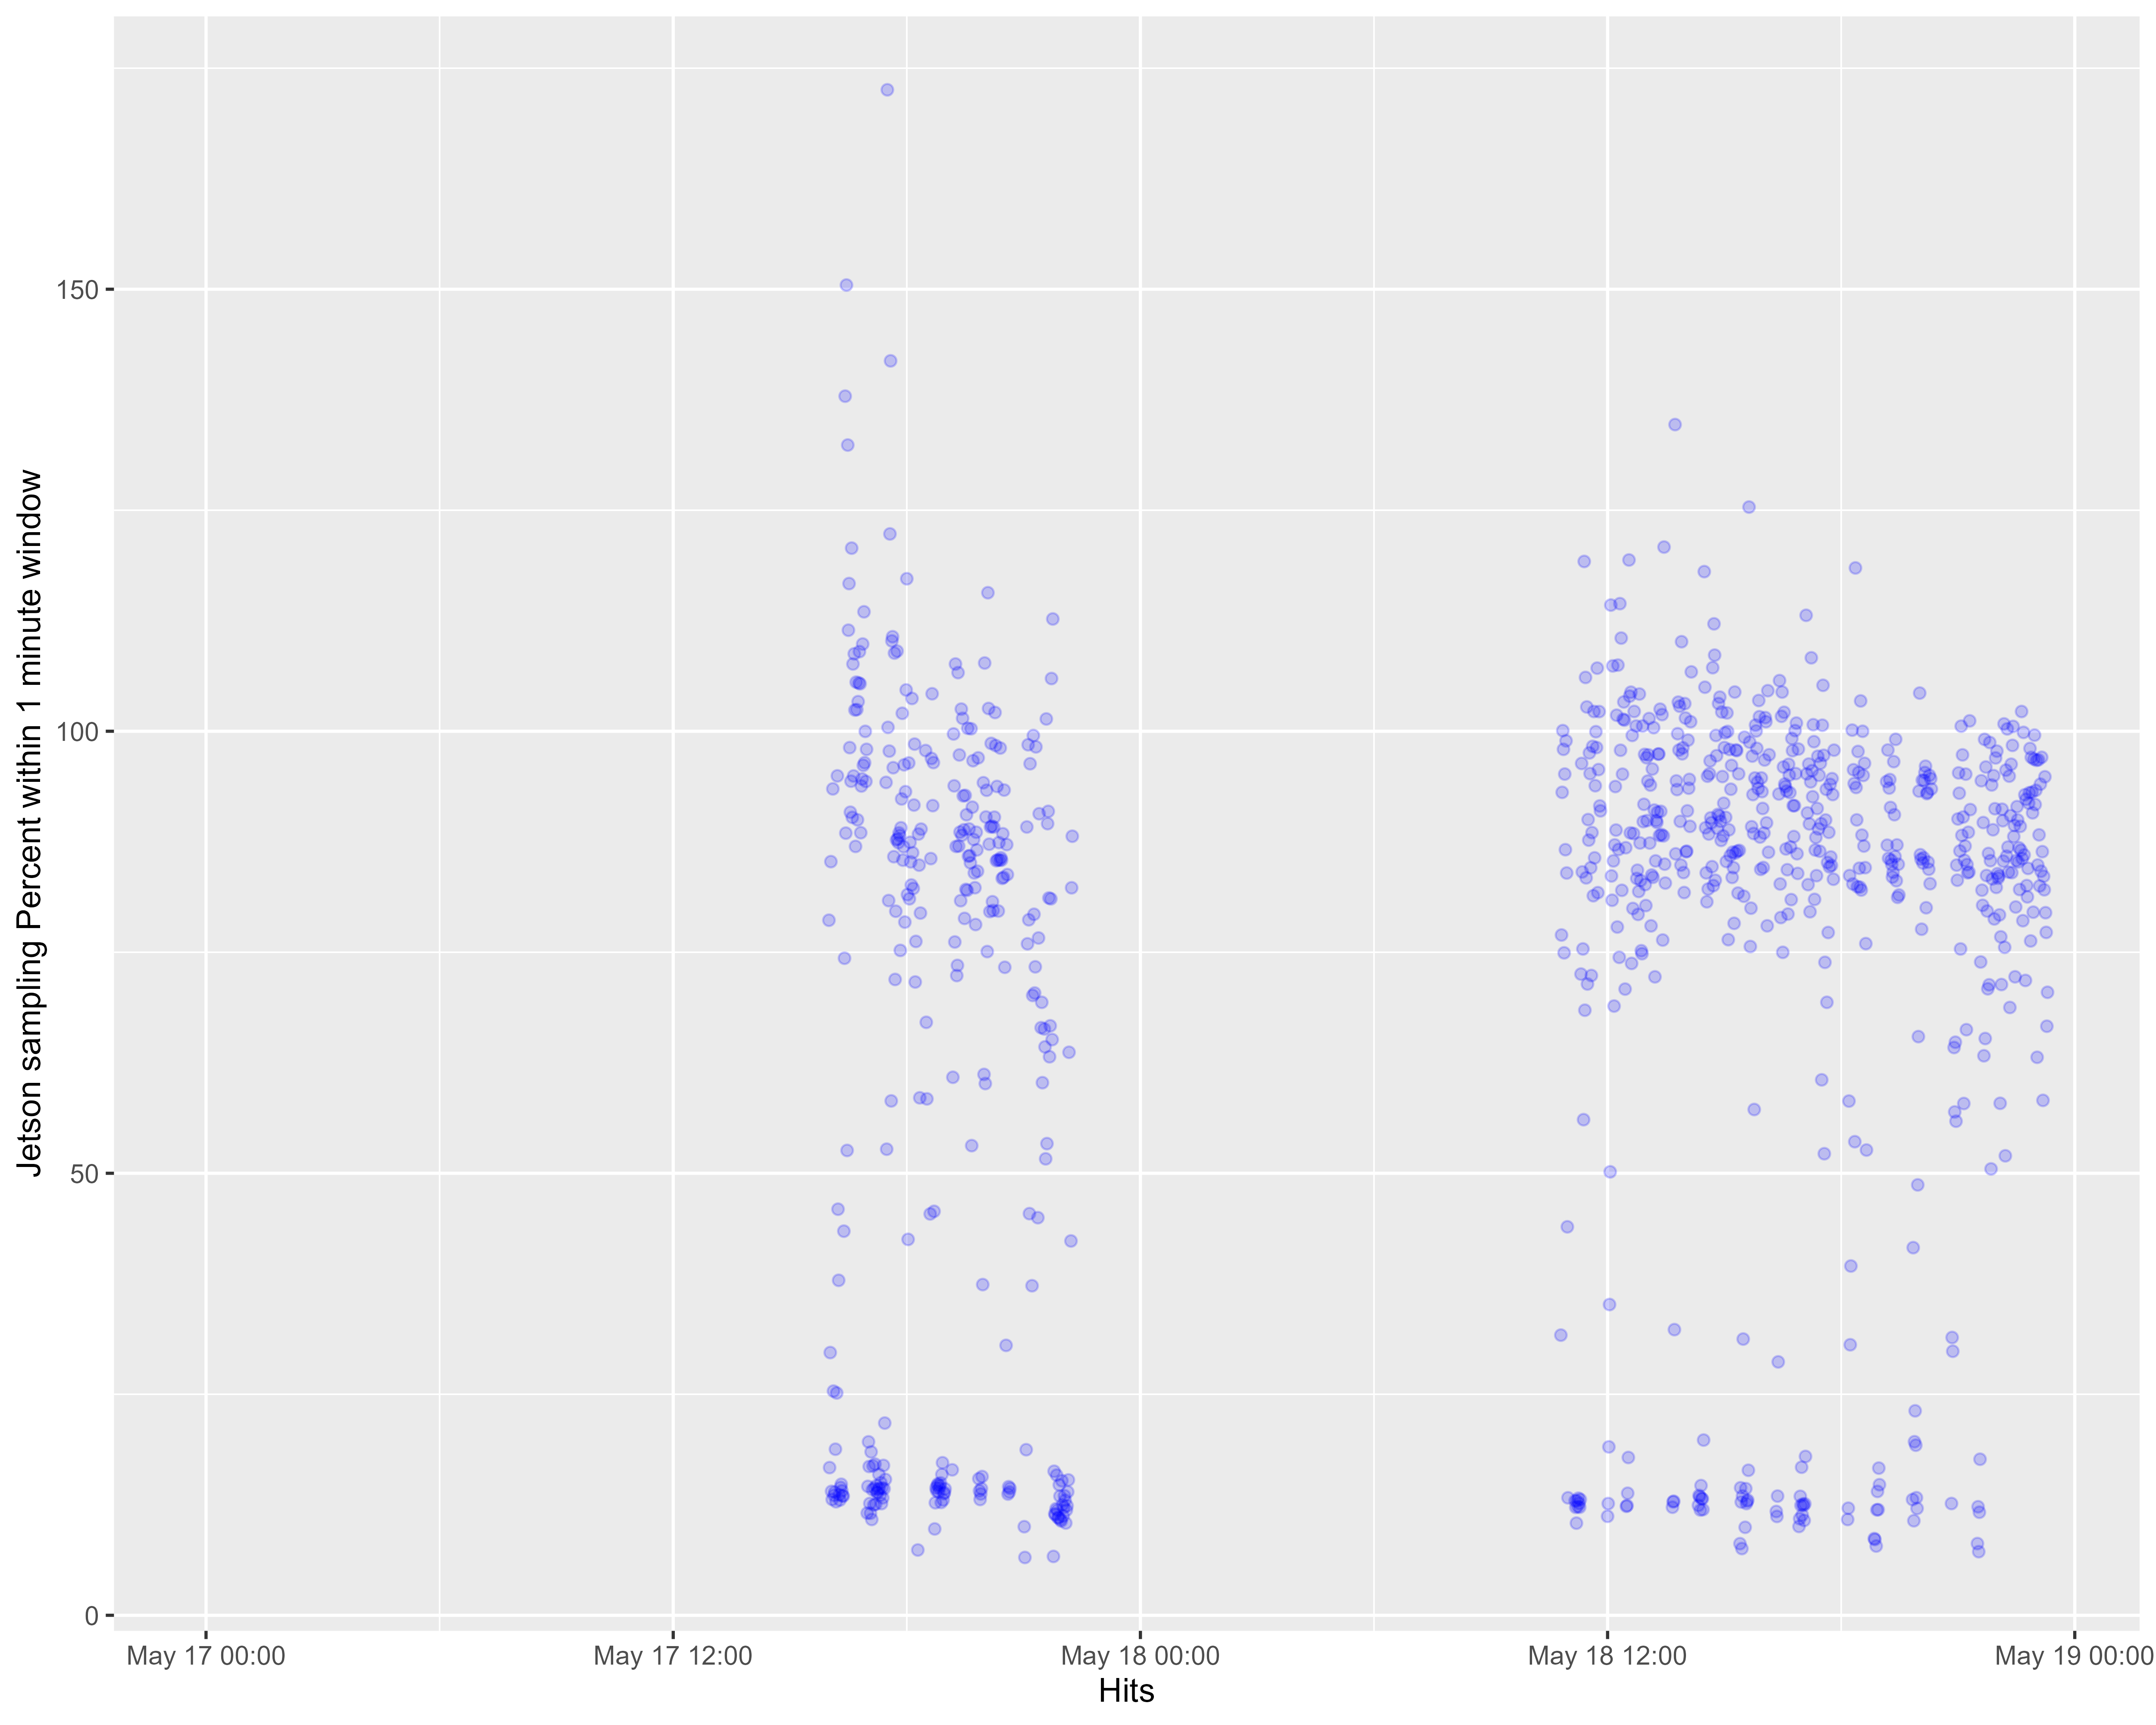 Jetson sampling Percent within 1 minute window
150
100
50
0
May 17 00:00
May 17 12:00
May 18 00:00
May 18 12:00
May 19 00:00
Hits